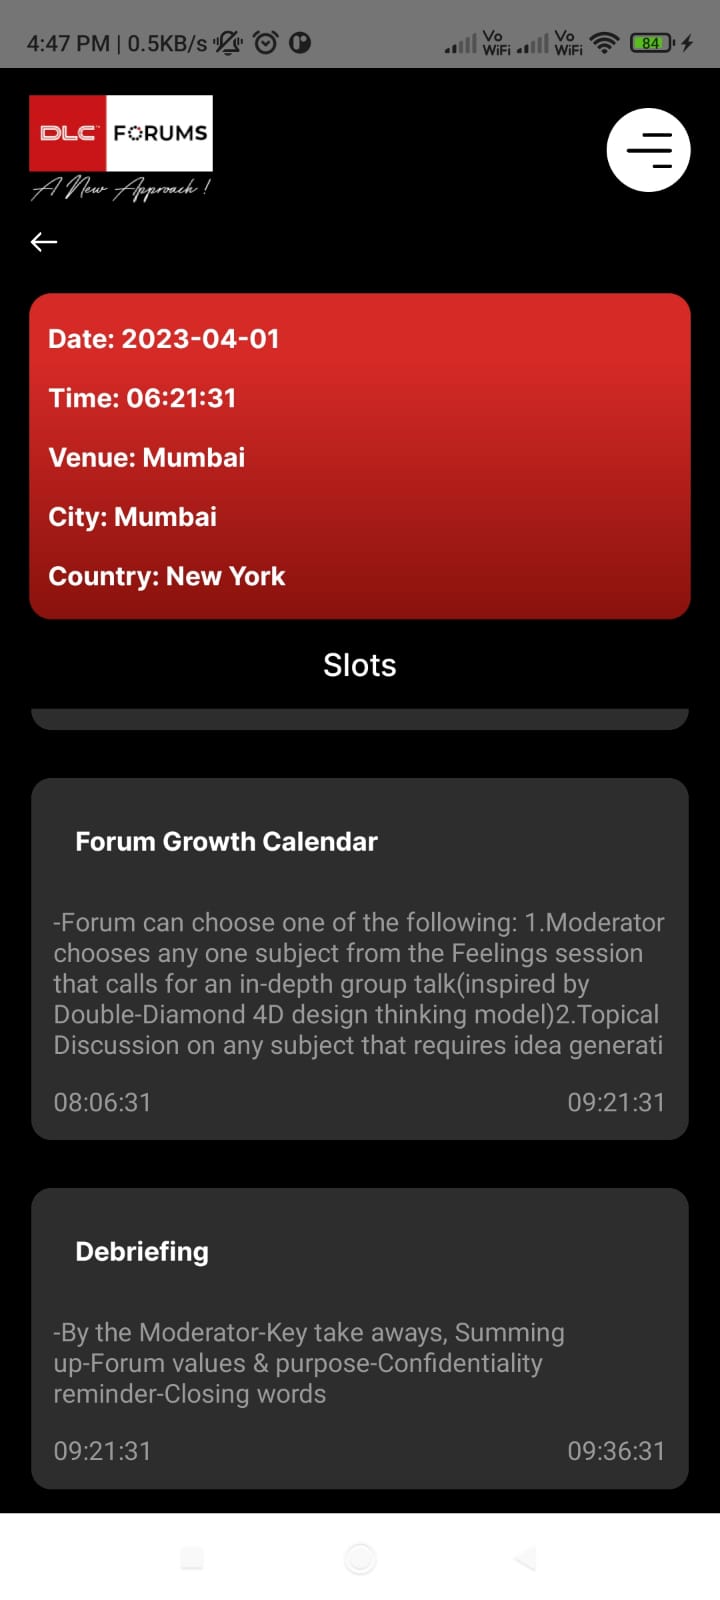 4:47 PM | 0.5KB/s
Vo WiFi Vo WiFi 84
DLC™ FORUMS
A New Approach !
Date: 2023-04-01
Time: 06:21:31
Venue: Mumbai
City: Mumbai
Country: New York
Slots
Forum Growth Calendar
-Forum can choose one of the following: 1.Moderator
chooses any one subject from the Feelings session
that calls for an in-depth group talk(inspired by
Double-Diamond 4D design thinking model)2.Topical
Discussion on any subject that requires idea generati
08:06:31 09:21:31
Debriefing
-By the Moderator-Key take aways, Summing
up-Forum values & purpose-Confidentiality
reminder-Closing words
09:21:31 09:36:31